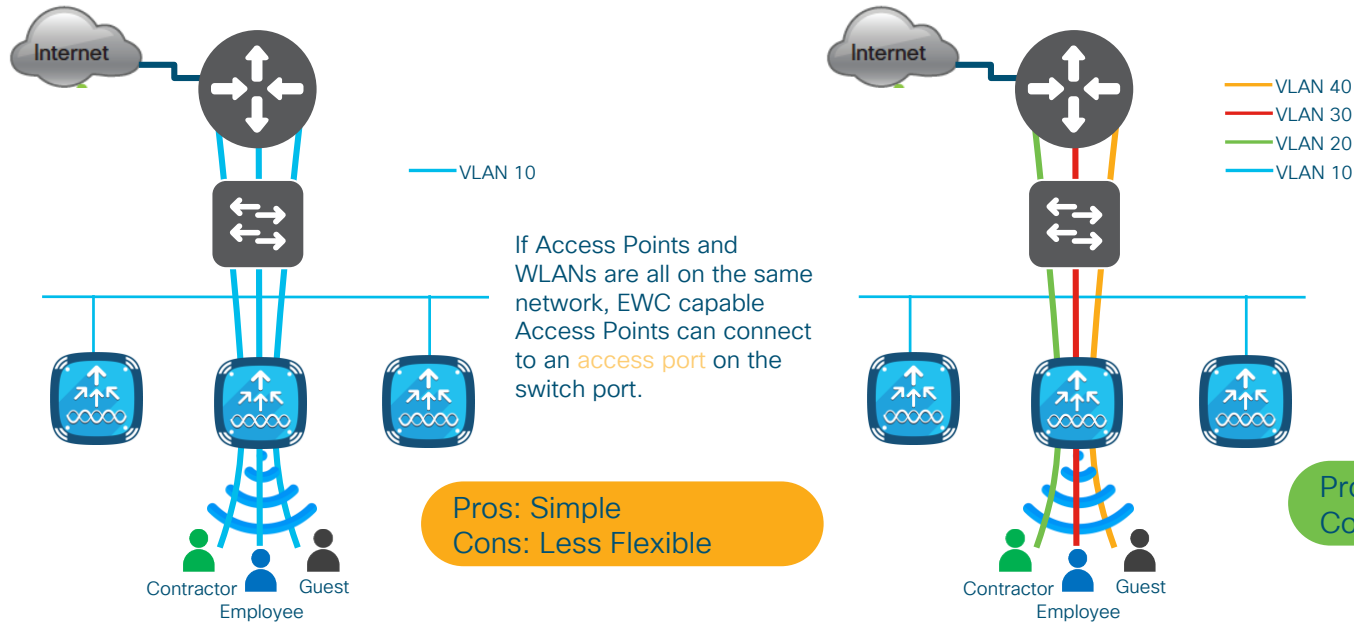 Internet
VLAN 10
If Access Points and
WLANs are all on the same
network, EWC capable
Access Points can connect
to an access port on the
switch port.
Pros: Simple
Cons: Less Flexible
Contractor
Employee
Guest
Internet
VLAN 40
VLAN 30
VLAN 20
VLAN 10
Contractor
Employee
Guest